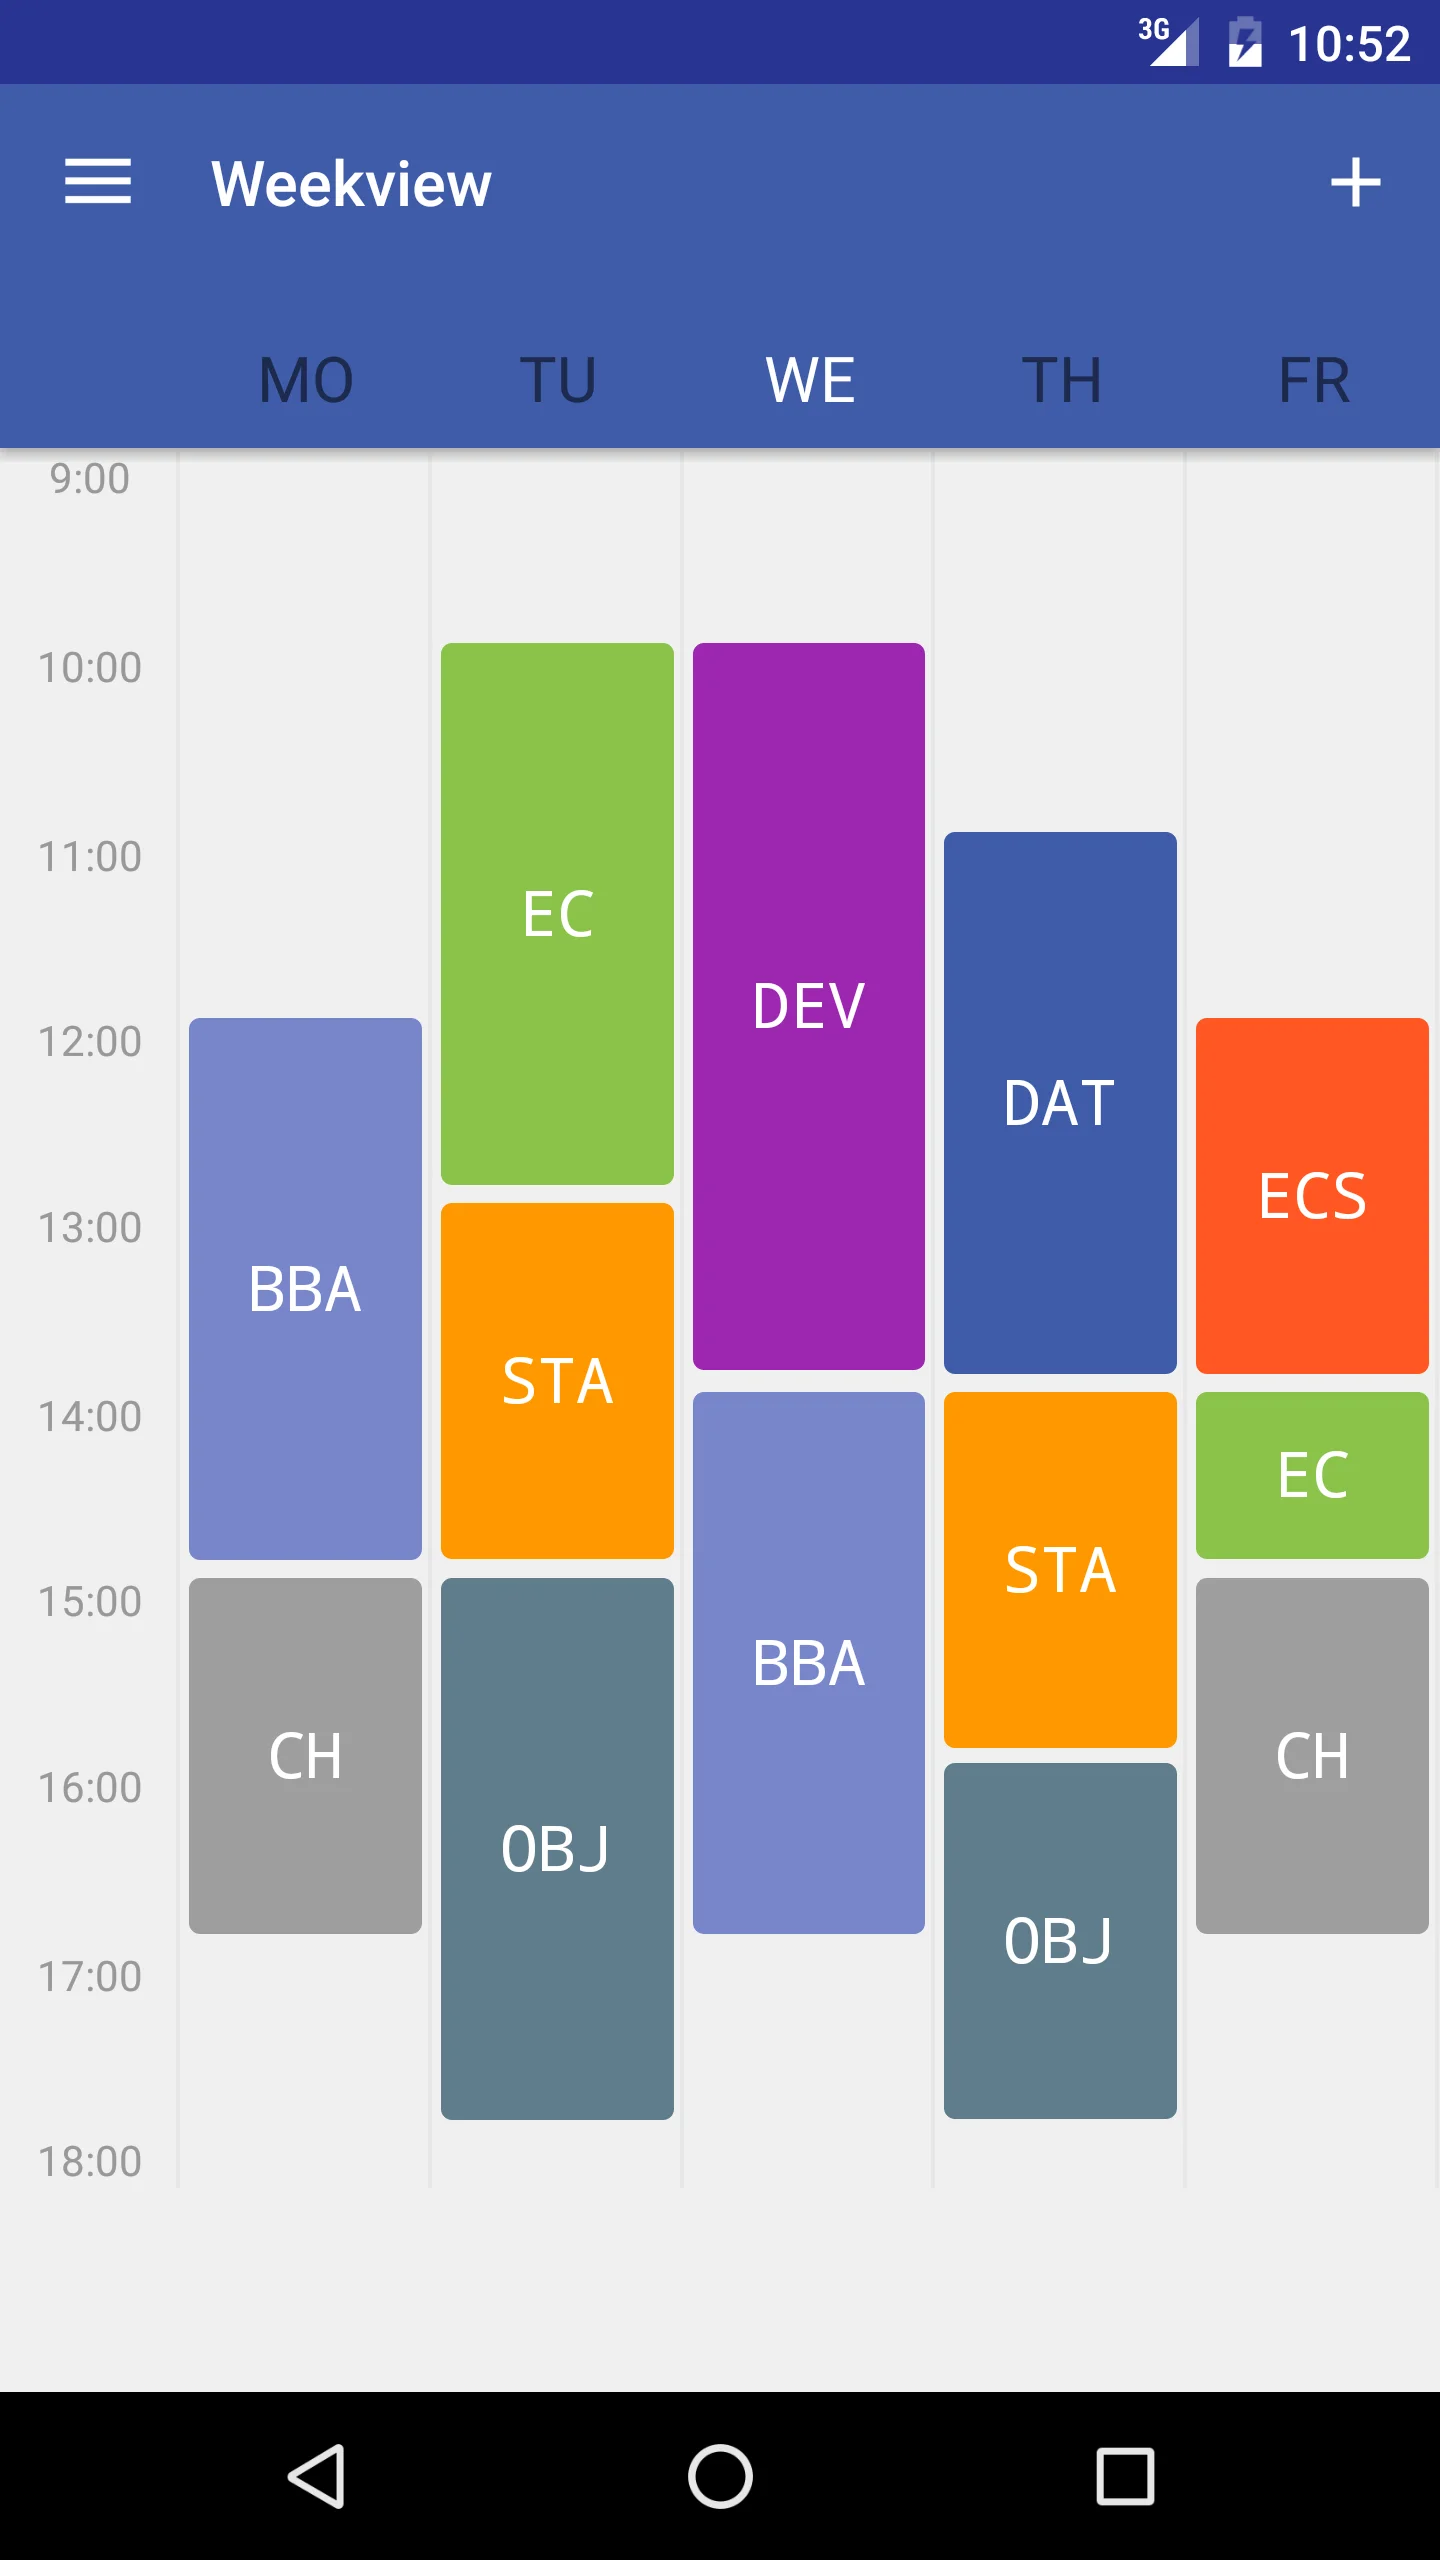 3G 10:52
Weekview
MO TU WE TH FR
9:00
10:00
11:00
EC
DEV
12:00
DAT
ECS
13:00
BBA
STA
14:00
EC
STA
15:00
BBA
CH CH
16:00
OBJ
OBJ
17:00
18:00